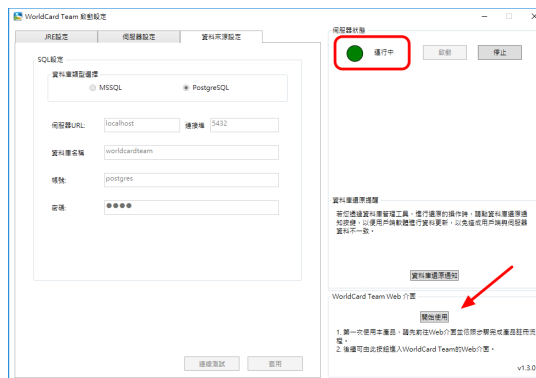 WorldCard Team 啟動設定
JRE設定
伺服器設定
資料來源設定
SQL設定
資料庫類型選擇
MSSQL
PostgreSQL
伺服器URL:
localhost
連接埠
5432
資料庫名稱
worldcardteam
帳號:
postgres
密碼:
連線測試
套用
伺服器狀態
運行中
啟動
停止
資料庫還原提醒
若您透過資料庫管理工具，進行還原的操作時，請點資料庫還原通
知按鍵，以便用戶端軟體進行資料更新，以免造成用戶端與伺服器
資料不一致。
資料庫還原通知
WorldCard Team Web 介面
開始使用
1. 第一次使用本產品，請先前往Web介面並依照步驟完成產品註冊流
程。
2. 後續可由此按鈕進入WorldCard Team的Web介面。
v1.3.0